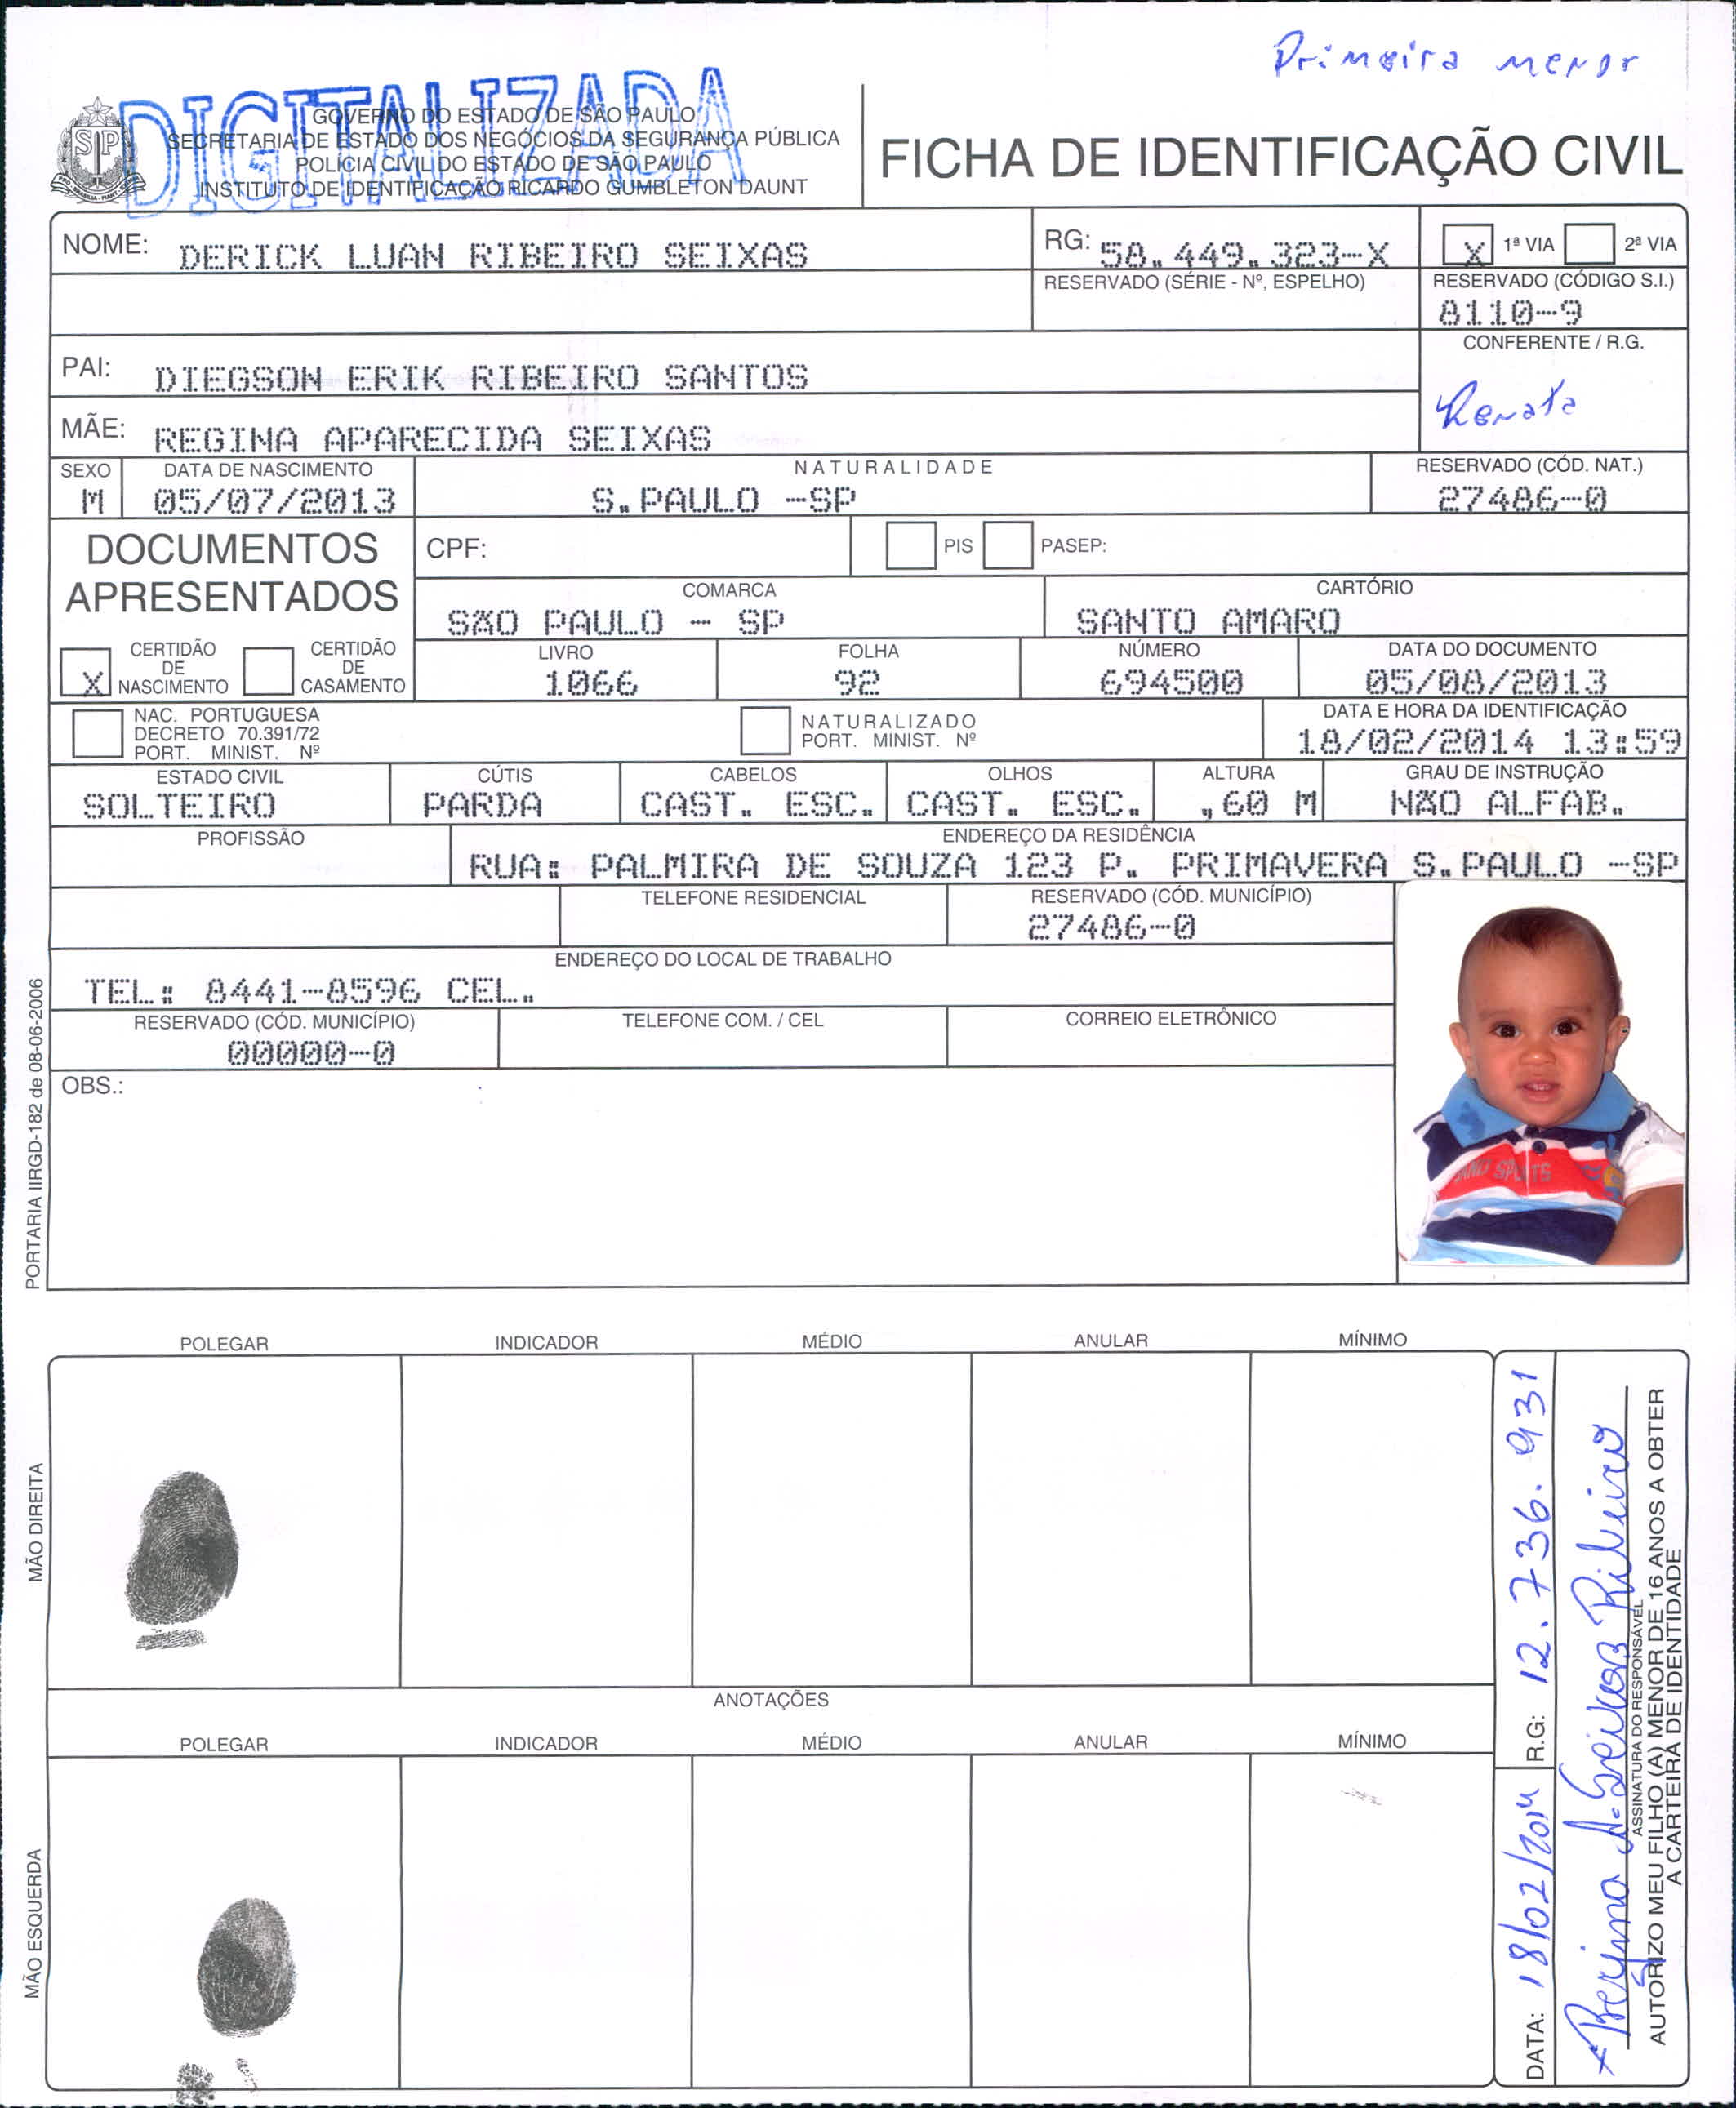 Primeira menor
DIGITALIZADA
GOVERNO DO ESTADO DE SÃO PAULO
SECRETARIA DE ESTADO DOS NEGÓCIOS DA SEGURANÇA PÚBLICA
POLÍCIA CIVIL DO ESTADO DE SÃO PAULO
INSTITUTO DE IDENTIFICAÇÃO RICARDO GUMBLETON DAUNT
SP
FICHA DE IDENTIFICAÇÃO CIVIL
NOME: DERICK LUAN RIBEIRO SEIXAS
RG: 58.449.323-X
X 1ª VIA 2ª VIA
RESERVADO (SÉRIE - Nº, ESPELHO)
RESERVADO (CÓDIGO S.I.)
8110-9
PAI: DIEGSON ERIK RIBEIRO SANTOS
CONFERENTE / R.G.
Renata
MÃE: REGINA APARECIDA SEIXAS
SEXO
M
DATA DE NASCIMENTO
05/07/2013
NATURALIDADE
S.PAULO -SP
RESERVADO (CÓD. NAT.)
27486-0
DOCUMENTOS
APRESENTADOS
CPF:
PIS PASEP:
COMARCA
SÃO PAULO - SP
CARTÓRIO
SANTO AMARO
X CERTIDÃO
DE
NASCIMENTO
CERTIDÃO
DE
CASAMENTO
LIVRO
1066
FOLHA
92
NÚMERO
694500
DATA DO DOCUMENTO
05/08/2013
NAC. PORTUGUESA
DECRETO 70.391/72
PORT. MINIST. Nº
NATURALIZADO
PORT. MINIST. Nº
DATA E HORA DA IDENTIFICAÇÃO
18/02/2014 13:59
ESTADO CIVIL
SOLTEIRO
CÚTIS
PARDA
CABELOS
CAST. ESC.
OLHOS
CAST. ESC.
ALTURA
,60 M
GRAU DE INSTRUÇÃO
NÃO ALFAB.
PROFISSÃO
ENDEREÇO DA RESIDÊNCIA
RUA: PALMIRA DE SOUZA 123 P. PRIMAVERA S.PAULO -SP
TELEFONE RESIDENCIAL
RESERVADO (CÓD. MUNICÍPIO)
27486-0
ENDEREÇO DO LOCAL DE TRABALHO
TEL: 8441-8596 CEL.
RESERVADO (CÓD. MUNICÍPIO)
00000-0
TELEFONE COM. / CEL
CORREIO ELETRÔNICO
OBS.:
PORTARIA IIRGD-182 de 08-06-2006
POLEGAR INDICADOR MÉDIO ANULAR MÍNIMO
MÃO DIREITA
ANOTAÇÕES
POLEGAR INDICADOR MÉDIO ANULAR MÍNIMO
MÃO ESQUERDA
DATA: 18/02/2014 R.G: 12.736.931
Regina A. Seixas Ribeiro
ASSINATURA DO RESPONSÁVEL
AUTORIZO MEU FILHO (A) MENOR DE 16 ANOS A OBTER
A CARTEIRA DE IDENTIDADE